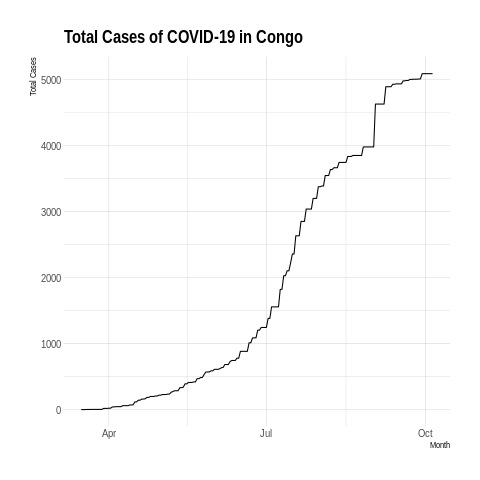 Total Cases of COVID-19 in Congo
Total Cases
5000
4000
3000
2000
1000
0
Apr
Jul
Oct
Month